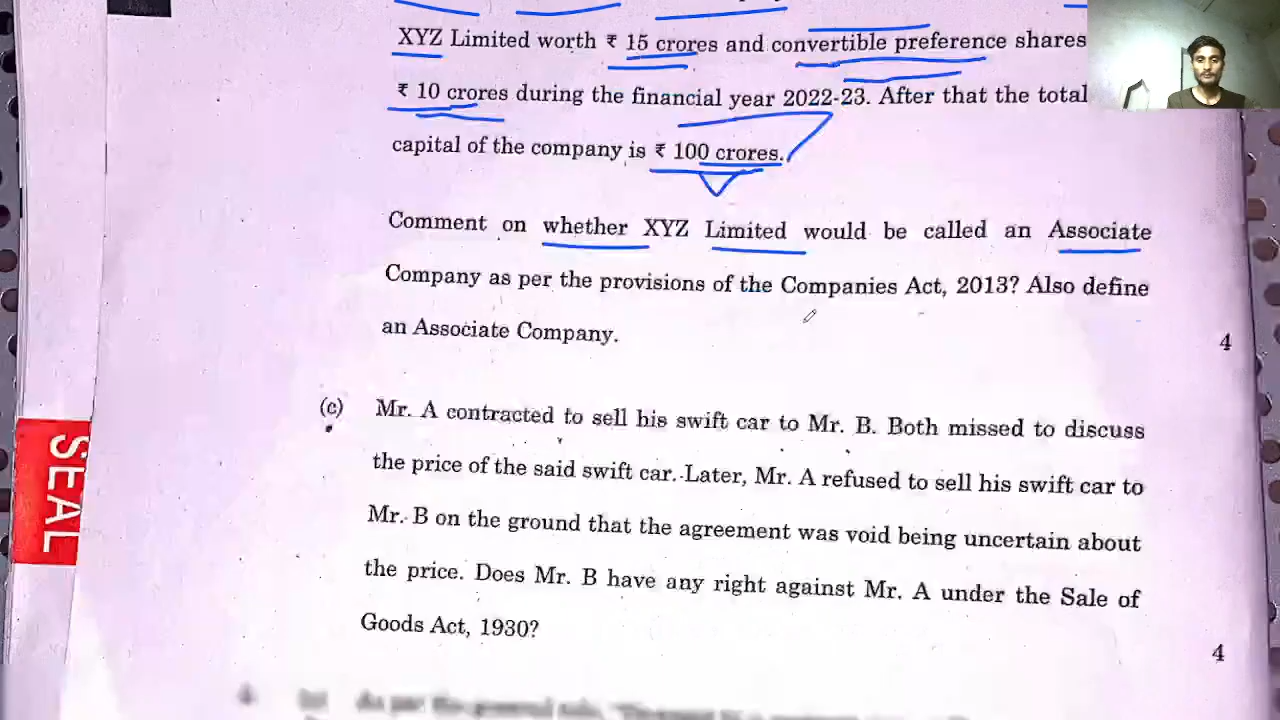 XYZ Limited worth ₹ 15 crores and convertible preference shares
₹ 10 crores during the financial year 2022-23. After that the total
capital of the company is ₹ 100 crores.
Comment on whether XYZ Limited would be called an Associate
Company as per the provisions of the Companies Act, 2013? Also define
an Associate Company.
4
(c) Mr. A contracted to sell his swift car to Mr. B. Both missed to discuss
the price of the said swift car. Later, Mr. A refused to sell his swift car to
Mr. B on the ground that the agreement was void being uncertain about
the price. Does Mr. B have any right against Mr. A under the Sale of
Goods Act, 1930?
4
SEAL
As per the general rule,